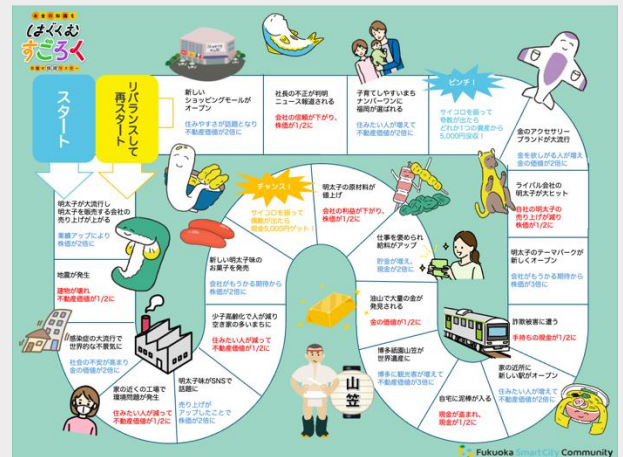 お金の知識を
はぐくむ
すごろく
スタート
リバランスして
再スタート
新しい
ショッピングモールが
オープン
住みやすさが話題となり
不動産価値が2倍に
社長の不正が判明
ニュース報道される
会社の信頼が下がり、
株価が1/2に
子育てしやすいまち
ナンバーワンに
福岡が選ばれる
住みたい人が増えて
不動産価値が2倍に
ピンチ！
サイコロを振って
奇数が出たら
どれか1つの資産から
5,000円没収！
金のアクセサリー
ブランドが大流行
金を欲しがる人が増え
金の価値が2倍に
ライバル会社の
明太子が大ヒット
自社の明太子の
売り上げが減り
株価が1/2に
明太子のテーマパークが
新しくオープン
会社がもうかる期待から
株価が3倍に
詐欺被害に遭う
手持ちの現金が1/2に
家の近所に
新しい駅がオープン
住みたい人が増えて
不動産価値が2倍に
自宅に泥棒が入る
現金が盗まれ、
現金が1/2に
博多祇園山笠が
世界遺産に
博多に観光客が増えて
不動産価値が3倍に
油山で大量の金が
発見される
金の価値が1/2に
仕事を褒められ
給料がアップ
貯金が増え、
現金が2倍に
明太子の原材料が
値上げ
会社の利益が下がり、
株価が1/2に
チャンス！
サイコロを振って
偶数が出たら
現金5,000円ゲット！
新しい明太子味の
お菓子を発売
会社がもうかる期待から
株価が2倍に
少子高齢化で人が減り
空き家の多いまちに
住みたい人が減って
不動産価値が1/2に
明太子味がSNSで
話題に
売り上げが
アップしたことで
株価が2倍に
家の近くの工場で
環境問題が発生
住みたい人が減って
不動産価値が1/2に
感染症の大流行で
世界的な不景気に
社会の不安が高まり
金の価値が2倍に
地震が発生
建物が壊れ
不動産価値が1/2に
明太子が大流行し
明太子を販売する会社の
売り上げが上がる
業績アップにより
株価が2倍に
山笠
Fukuoka Smart City Community